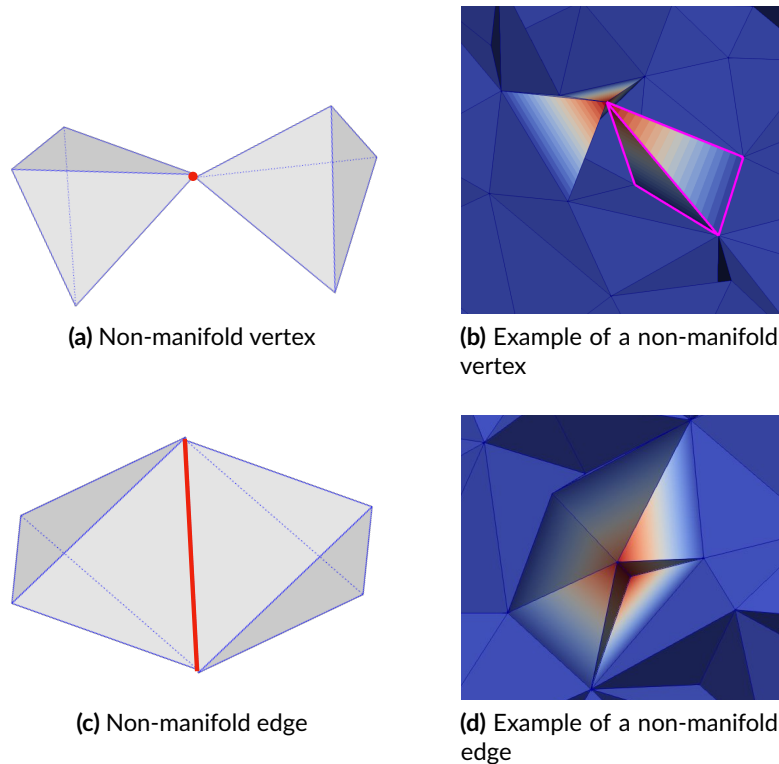 (a) Non-manifold vertex
(b) Example of a non-manifold
vertex
(c) Non-manifold edge
(d) Example of a non-manifold
edge